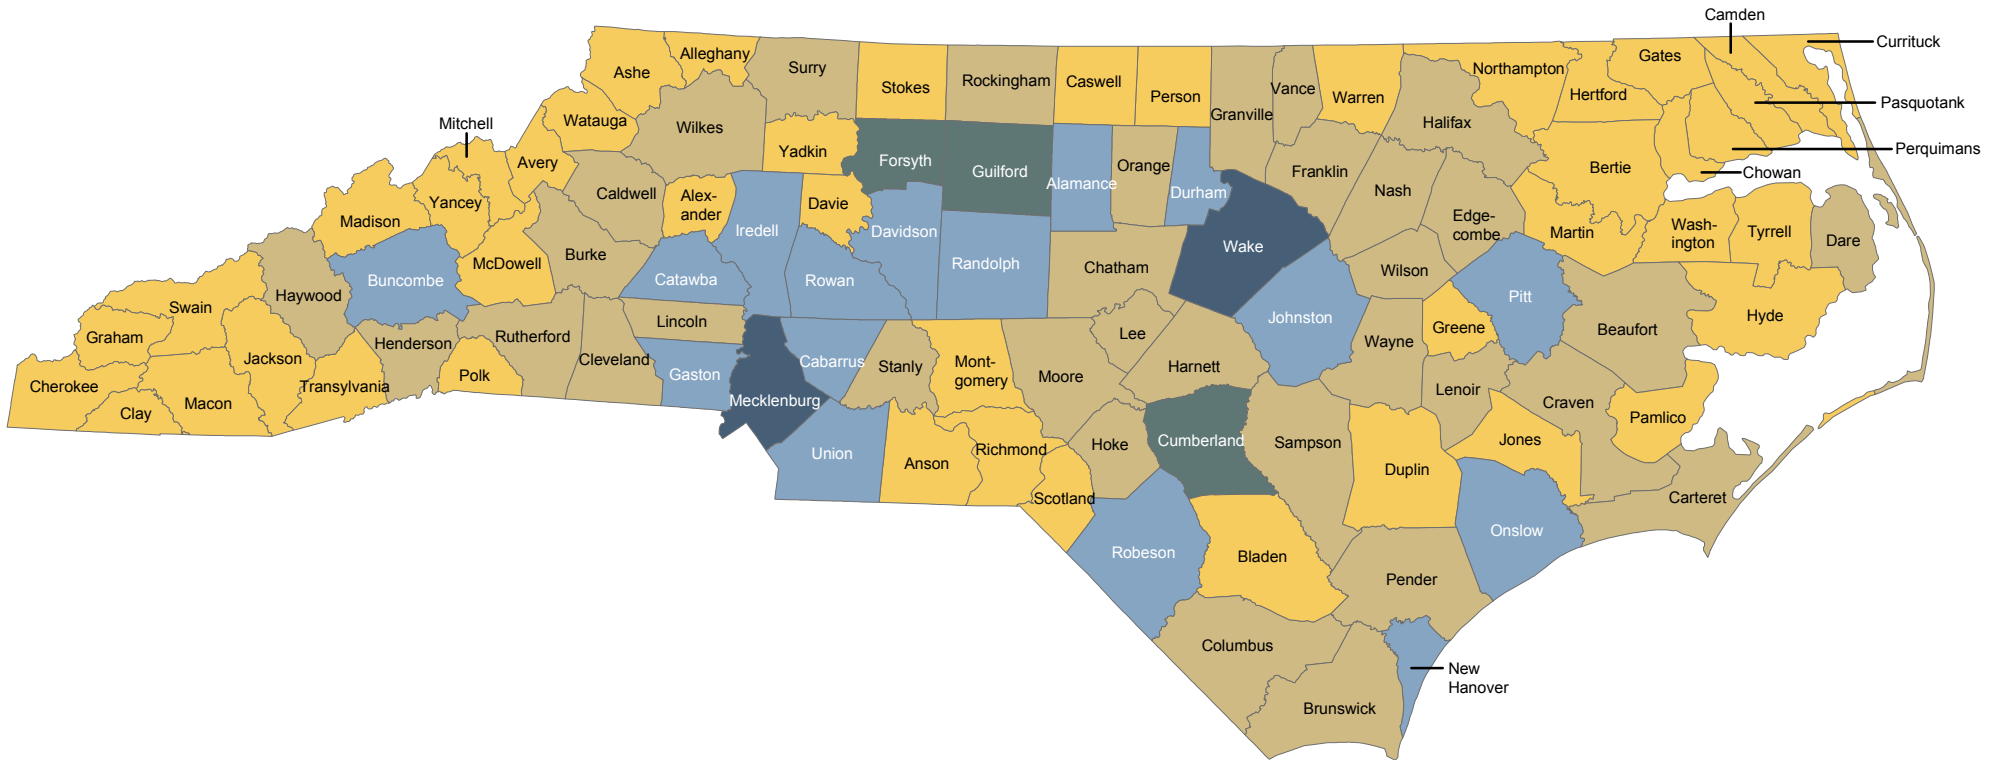 Camden
Currituck
Alleghany
Ashe
Surry
Stokes
Rockingham
Caswell
Person
Granville
Vance
Warren
Northampton
Hertford
Gates
Pasquotank
Mitchell
Watauga
Wilkes
Halifax
Avery
Yadkin
Forsyth
Guilford
Alamance
Orange
Durham
Franklin
Nash
Bertie
Perquimans
Chowan
Madison
Yancey
Caldwell
Alex-
ander
Davie
Iredell
Davidson
Wake
Edge-
combe
Martin
Wash-
ington
Tyrrell
Dare
Buncombe
McDowell
Burke
Catawba
Rowan
Randolph
Chatham
Wilson
Pitt
Haywood
Swain
Graham
Jackson
Henderson
Rutherford
Lincoln
Cleveland
Gaston
Cabarrus
Stanly
Mont-
gomery
Moore
Lee
Harnett
Johnston
Wayne
Greene
Beaufort
Hyde
Cherokee
Clay
Macon
Transylvania
Polk
Mecklenburg
Lenoir
Craven
Pamlico
Union
Anson
Richmond
Scotland
Hoke
Cumberland
Sampson
Duplin
Jones
Carteret
Robeson
Bladen
Pender
Onslow
Columbus
Brunswick
New
Hanover